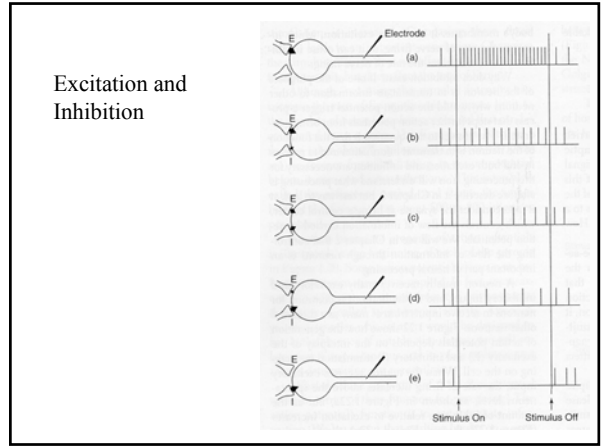 Excitation and
Inhibition
Electrode
E
I
(a)
E
I
(b)
E
I
(c)
E
I
(d)
E
I
(e)
Stimulus On
Stimulus Off